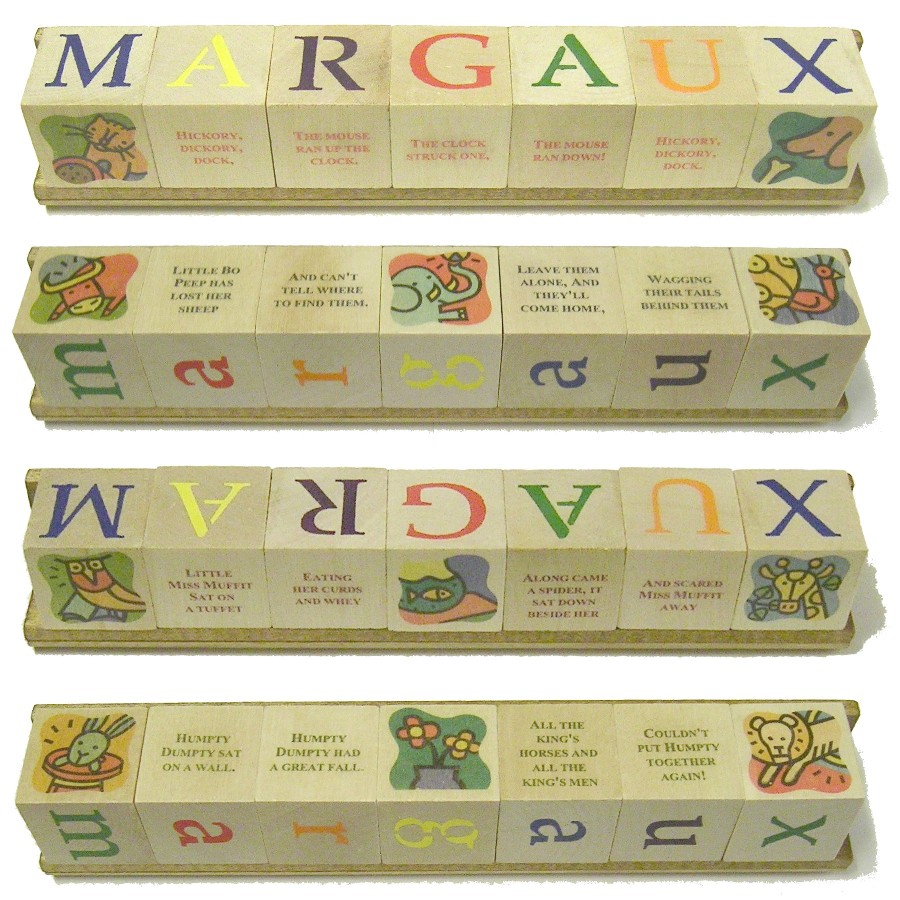 MARGAUX
HICKORY,
DICKORY,
DOCK,
THE MOUSE
RAN UP THE
CLOCK.
THE CLOCK
STRUCK ONE,
THE MOUSE
RAN DOWN!
HICKORY,
DICKORY,
DOCK.
LITTLE BO
PEEP HAS
LOST HER
SHEEP
AND CAN'T
TELL WHERE
TO FIND THEM.
LEAVE THEM
ALONE, AND
THEY'LL
COME HOME,
WAGGING
THEIR TAILS
BEHIND THEM
margaux
MARGAUX
LITTLE
MISS MUFFIT
SAT ON
A TUFFET
EATING
HER CURDS
AND WHEY
ALONG CAME
A SPIDER, IT
SAT DOWN
BESIDE HER
AND SCARED
MISS MUFFIT
AWAY
HUMPTY
DUMPTY SAT
ON A WALL.
HUMPTY
DUMPTY HAD
A GREAT FALL.
ALL THE
KING'S
HORSES AND
ALL THE
KING'S MEN
COULDN'T
PUT HUMPTY
TOGETHER
AGAIN!
margaux